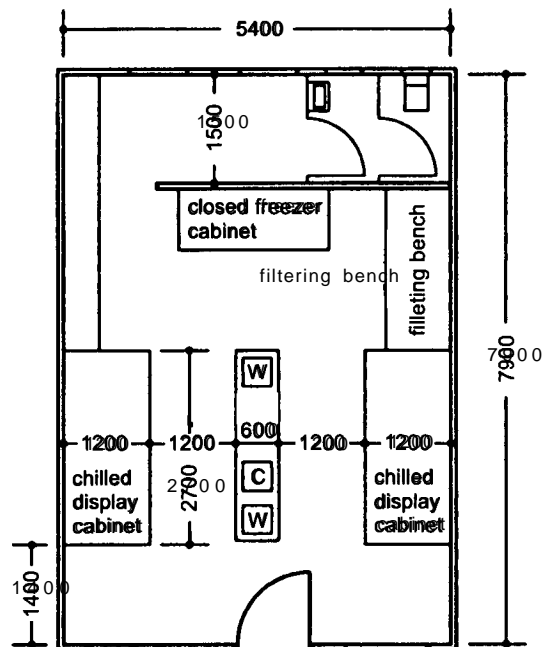 5400
1500
closed freezer
cabinet
filtering bench
filleting bench
7900
W
600
1200
1200
1200
1200
2700
C
W
chilled
display
cabinet
chilled
display
cabinet
1400